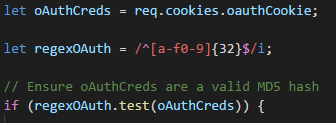 let oAuthCreds = req.cookies.oauthCookie;
let regexOAuth = /^[a-f0-9]{32}$/i;
// Ensure oAuthCreds are a valid MD5 hash
if (regexOAuth.test(oAuthCreds)) {